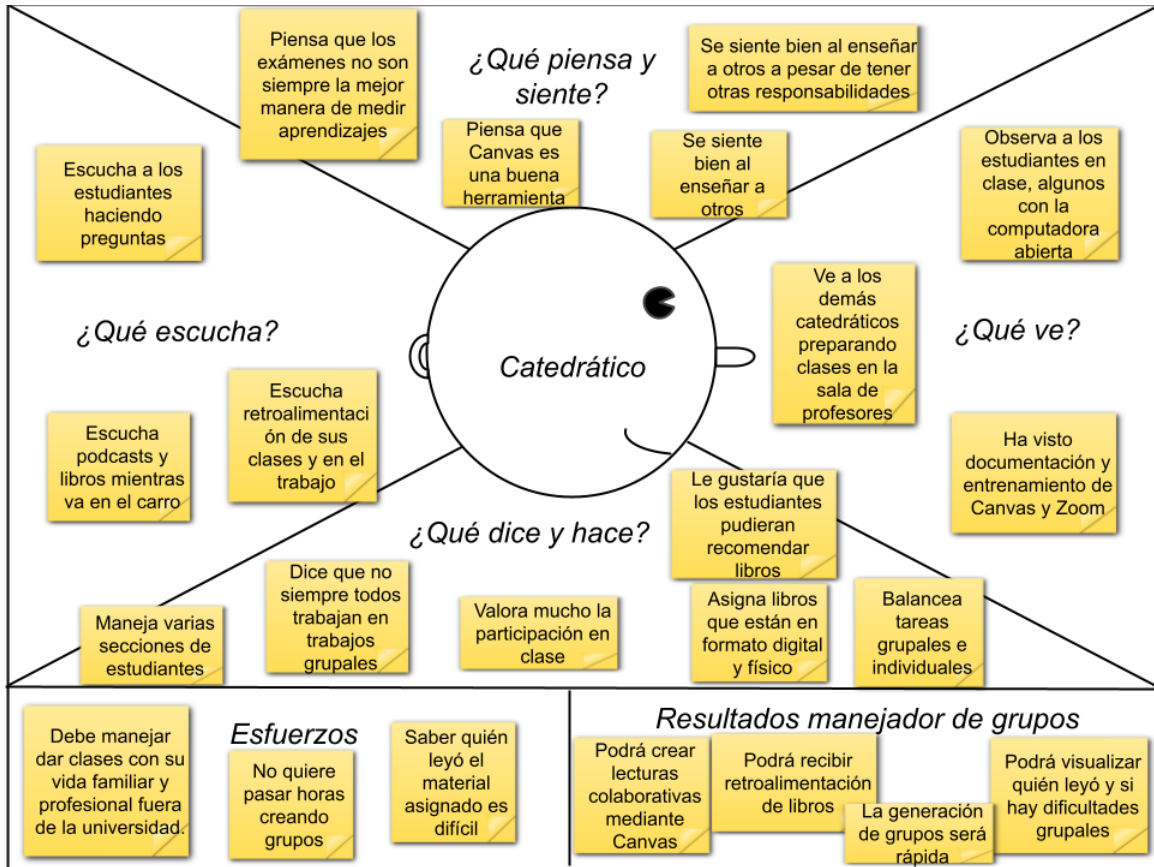 Piensa que los
exámenes no son
siempre la mejor
manera de medir
aprendizajes
¿Qué piensa y
siente?
Se siente bien al enseñar
a otros a pesar de tener
otras responsabilidades
Piensa que
Canvas es
una buena
herramienta
Se siente
bien al
enseñar a
otros
Escucha a los
estudiantes
haciendo
preguntas
Observa a los
estudiantes en
clase, algunos
con la
computadora
abierta
¿Qué escucha?
Catedrático
Ve a los
demás
catedráticos
preparando
clases en la
sala de
profesores
¿Qué ve?
Escucha
podcasts y
libros mientras
va en el carro
Escucha
retroalimentaci
ón de sus
clases y en el
trabajo
Ha visto
documentación y
entrenamiento de
Canvas y Zoom
¿Qué dice y hace?
Le gustaría que
los estudiantes
pudieran
recomendar
libros
Maneja varias
secciones de
estudiantes
Dice que no
siempre todos
trabajan en
trabajos
grupales
Valora mucho la
participación en
clase
Asigna libros
que están en
formato digital
y físico
Balancea
tareas
grupales e
individuales
Esfuerzos
Debe manejar
dar clases con su
vida familiar y
profesional fuera
de la universidad.
No quiere
pasar horas
creando
grupos
Saber quién
leyó el
material
asignado es
difícil
Resultados manejador de grupos
Podrá crear
lecturas
colaborativas
mediante
Canvas
Podrá recibir
retroalimentación
de libros
La generación
de grupos será
rápida
Podrá visualizar
quién leyó y si
hay dificultades
grupales